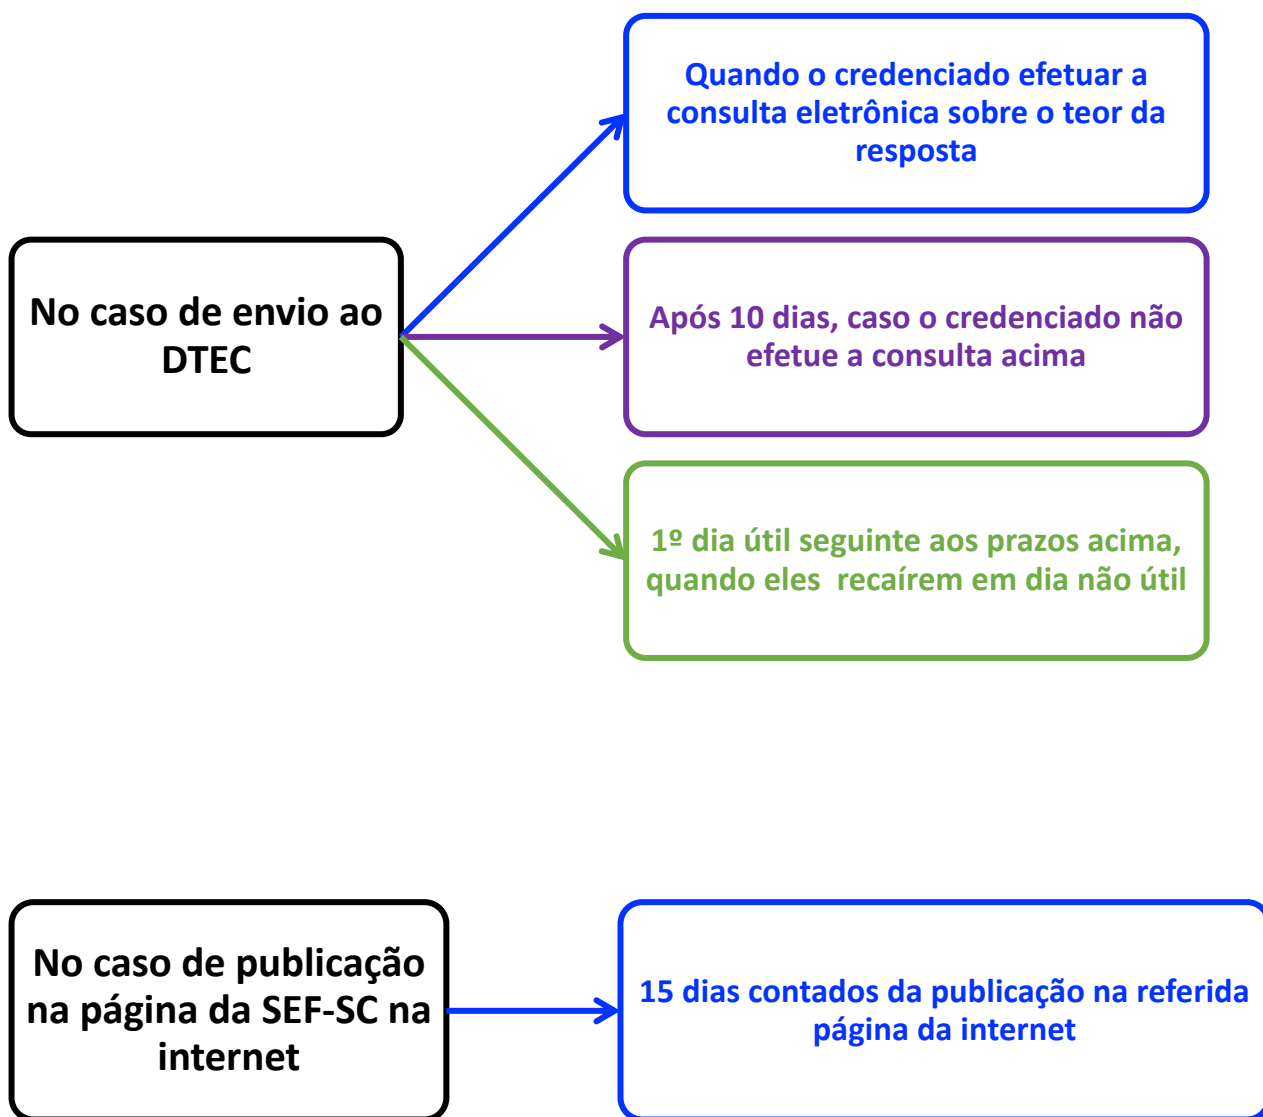 Quando o credenciado efetuar a
consulta eletrônica sobre o teor da
resposta
No caso de envio ao
DTEC
Após 10 dias, caso o credenciado não
efetue a consulta acima
1º dia útil seguinte aos prazos acima,
quando eles recaírem em dia não útil
No caso de publicação
na página da SEF-SC na
internet
15 dias contados da publicação na referida
página da internet